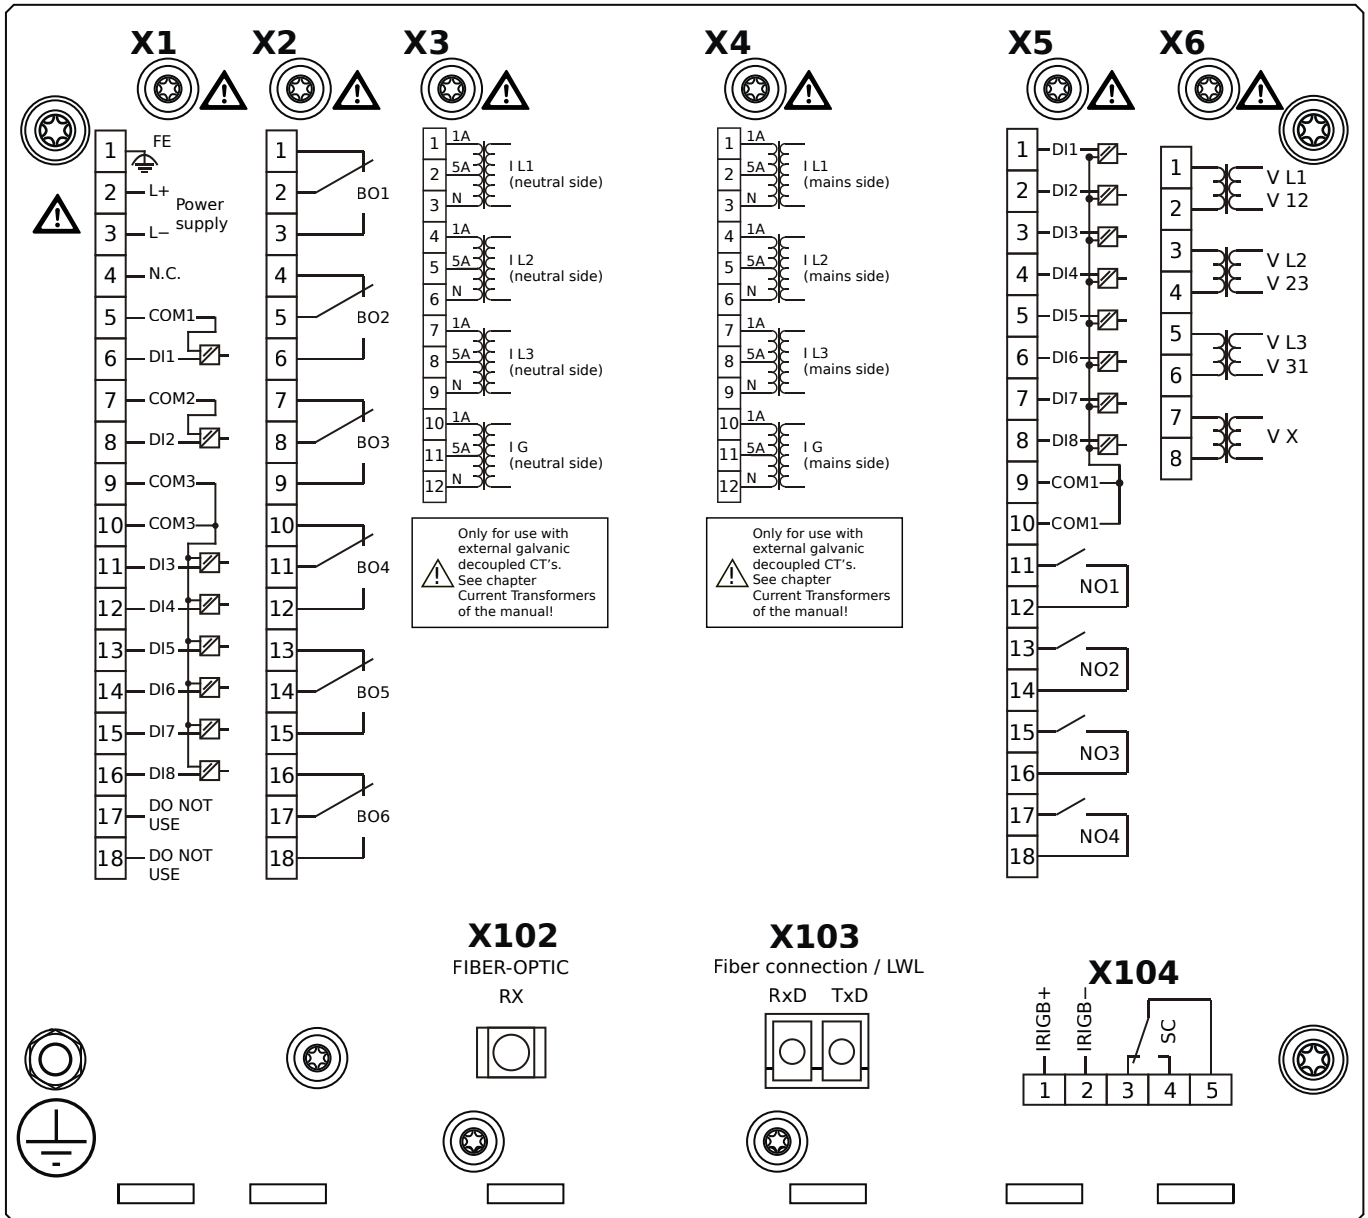 X1
X2
X3
X4
X5
X6
1
FE
2
L+
Power
supply
3
L−
4
N.C.
5
COM1
6
DI1
7
COM2
8
DI2
9
COM3
10
COM3
11
DI3
12
DI4
13
DI5
14
DI6
15
DI7
16
DI8
17
DO NOT
USE
18
DO NOT
USE
1
2
BO1
3
4
5
BO2
6
7
8
BO3
9
10
11
BO4
12
13
14
BO5
15
16
17
BO6
18
1
1A
2
5A
3
N
I L1
(neutral side)
4
1A
5
5A
6
N
I L2
(neutral side)
7
1A
8
5A
9
N
I L3
(neutral side)
10
1A
11
5A
12
N
I G
(neutral side)
Only for use with
external galvanic
decoupled CT's.
See chapter
Current Transformers
of the manual!
1
1A
2
5A
3
N
I L1
(mains side)
4
1A
5
5A
6
N
I L2
(mains side)
7
1A
8
5A
9
N
I L3
(mains side)
10
1A
11
5A
12
N
I G
(mains side)
Only for use with
external galvanic
decoupled CT's.
See chapter
Current Transformers
of the manual!
1
DI1
2
DI2
3
DI3
4
DI4
5
DI5
6
DI6
7
DI7
8
DI8
9
COM1
10
COM1
11
NO1
12
13
NO2
14
15
NO3
16
17
NO4
18
1
V L1
2
V 12
3
V L2
4
V 23
5
V L3
6
V 31
7
V X
8
X102
FIBER-OPTIC
RX
X103
Fiber connection / LWL
RxD TxD
X104
IRIGB+
IRIGB−
SC
1 2 3 4 5